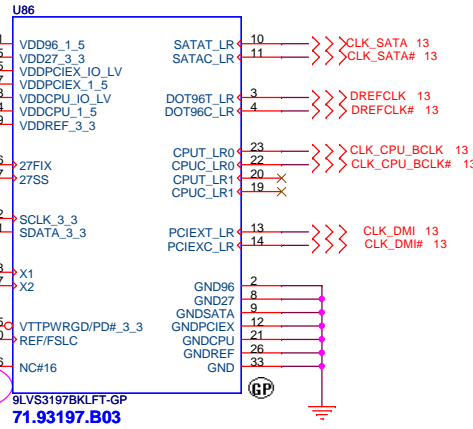 U86
VDD96_1_5 SATAT_LR 10 CLK_SATA 13
VDD27_3_3 SATAC_LR 11 CLK_SATA# 13
VDDPCIEX_IO_LV
VDDPCIEX_1_5
VDDCPU_IO_LV DOT96T_LR 3 DREFCLK 13
VDDCPU_1_5 DOT96C_LR 4 DREFCLK# 13
VDDREF_3_3
CPUT_LR0 23 CLK_CPU_BCLK 13
27FIX CPUC_LR0 22 CLK_CPU_BCLK# 13
27SS CPUT_LR1 20
CPUC_LR1 19
SCLK_3_3
SDATA_3_3 PCIEXT_LR 13 CLK_DMI 13
PCIEXC_LR 14 CLK_DMI# 13
X1
X2 GND96 2
GND27 8
GNDSATA 9
VTTPWRGD/PD#_3_3 GNDPCIEX 12
REF/FSLC GNDCPU 21
GNDREF 26
NC#16 GND 33
GP
9LVS3197BKLFT-GP
71.93197.B03